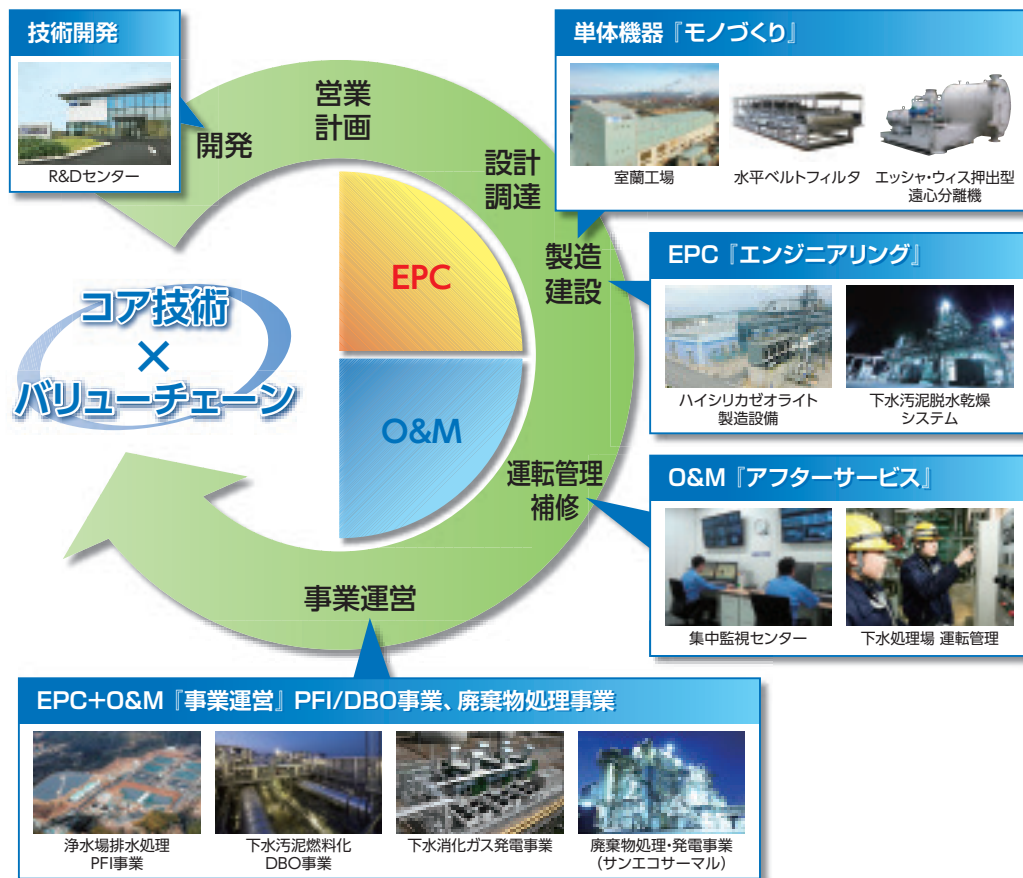 技術開発
R&Dセンター
開発
営業
計画
設計
調達
製造
建設
運転管理
補修
事業運営
EPC
O&M
コア技術
×
バリューチェーン
単体機器『モノづくり』
室蘭工場
水平ベルトフィルタ
エッシャ・ウィス押出型
遠心分離機
EPC『エンジニアリング』
ハイシリカゼオライト
製造設備
下水汚泥脱水乾燥
システム
O&M『アフターサービス』
集中監視センター
下水処理場 運転管理
EPC+O&M『事業運営』PFI/DBO事業、廃棄物処理事業
浄水場排水処理
PFI事業
下水汚泥燃料化
DBO事業
下水消化ガス発電事業
廃棄物処理・発電事業
(サンエコサーマル)